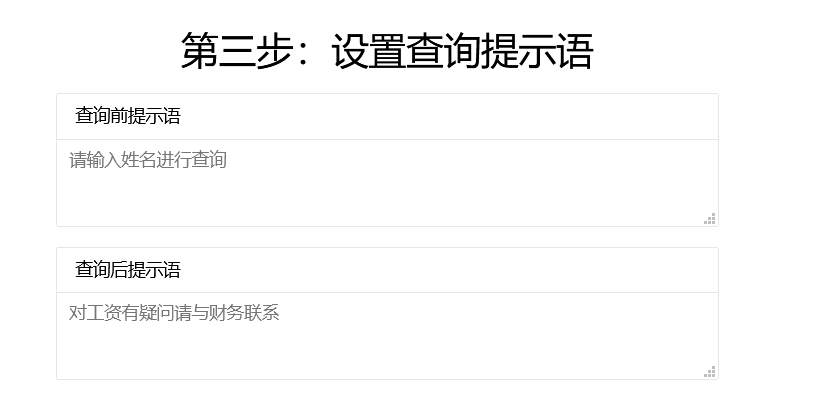 第三步：设置查询提示语
查询前提示语
请输入姓名进行查询
查询后提示语
对工资有疑问请与财务联系